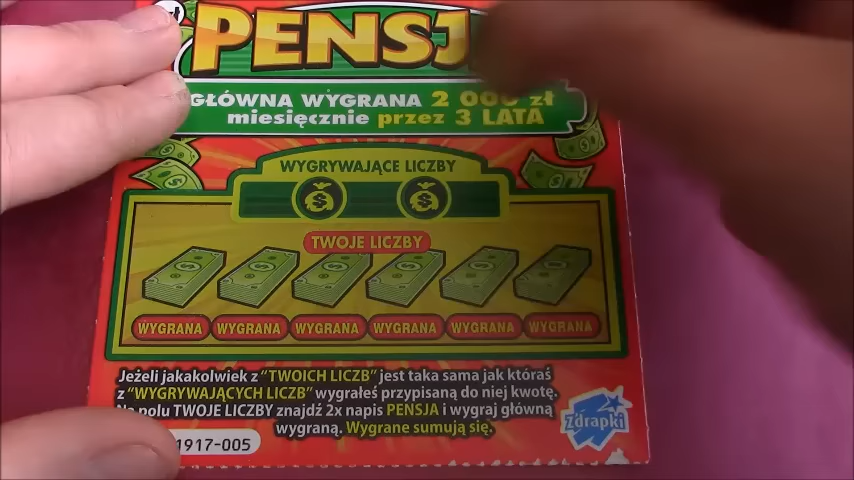 PENSJ
GŁÓWNA WYGRANA 2 000 zł
miesięcznie przez 3 LATA
WYGRYWAJĄCE LICZBY
TWOJE LICZBY
WYGRANA WYGRANA WYGRANA WYGRANA WYGRANA WYGRANA
Jeżeli jakakolwiek z "TWOICH LICZB" jest taka sama jak któraś
z "WYGRYWAJĄCYCH LICZB" wygrałeś przypisaną do niej kwotę.
Na polu TWOJE LICZBY znajdź 2x napis PENSJA i wygraj główną
wygraną. Wygrane sumują się.
1917-005
Zdrapki